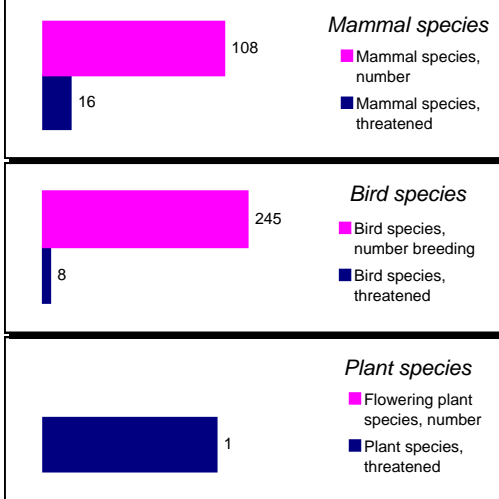 Mammal species
108
Mammal species,
number
16
Mammal species,
threatened
Bird species
245
Bird species,
number breeding
8
Bird species,
threatened
Plant species
Flowering plant
species, number
1
Plant species,
threatened